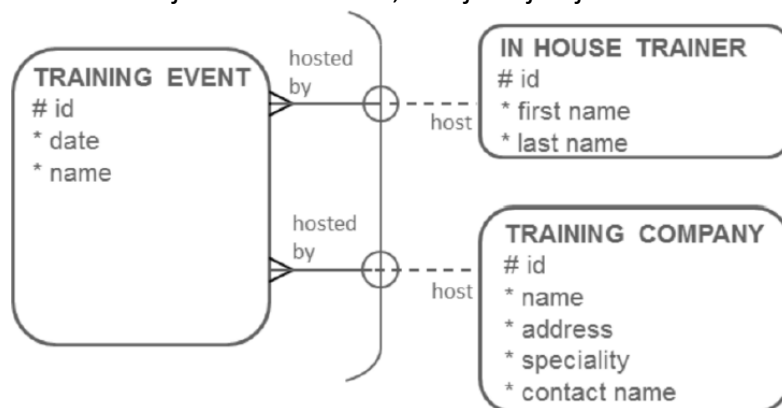 TRAINING EVENT
# id
* date
* name
hosted
by
host
IN HOUSE TRAINER
# id
* first name
* last name
hosted
by
host
TRAINING COMPANY
# id
* name
* address
* speciality
* contact name